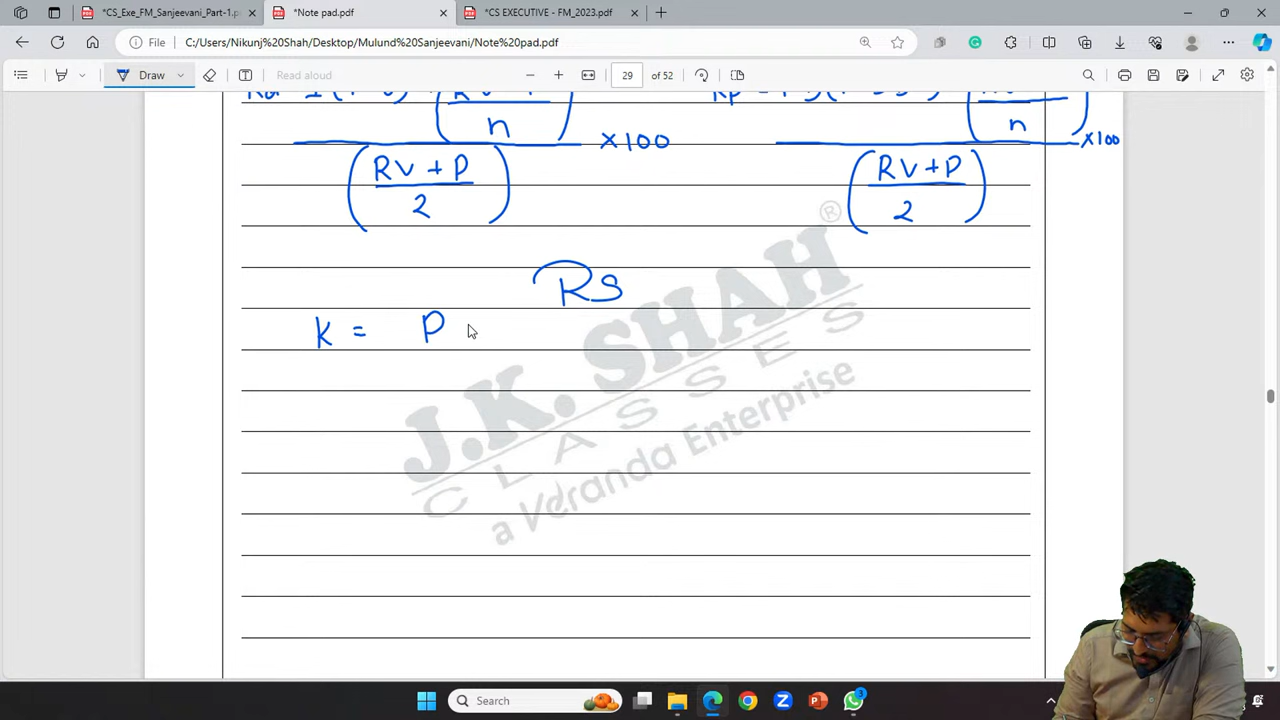 *CS_Exe_FM_Sanjeevani_Part-1.p
*Note pad.pdf
*CS EXECUTIVE - FM_2023.pdf
File
C:/Users/Nikunj%20Shah/Desktop/Mulund%20Sanjeevani/Note%20pad.pdf
Draw
Read aloud
29 of 52
n ×100
n ×100
(RV + P / 2)
(RV + P / 2)
RS
K = P
J.K. SHAH ®
CLASSES
a Veranda Enterprise
Search
3